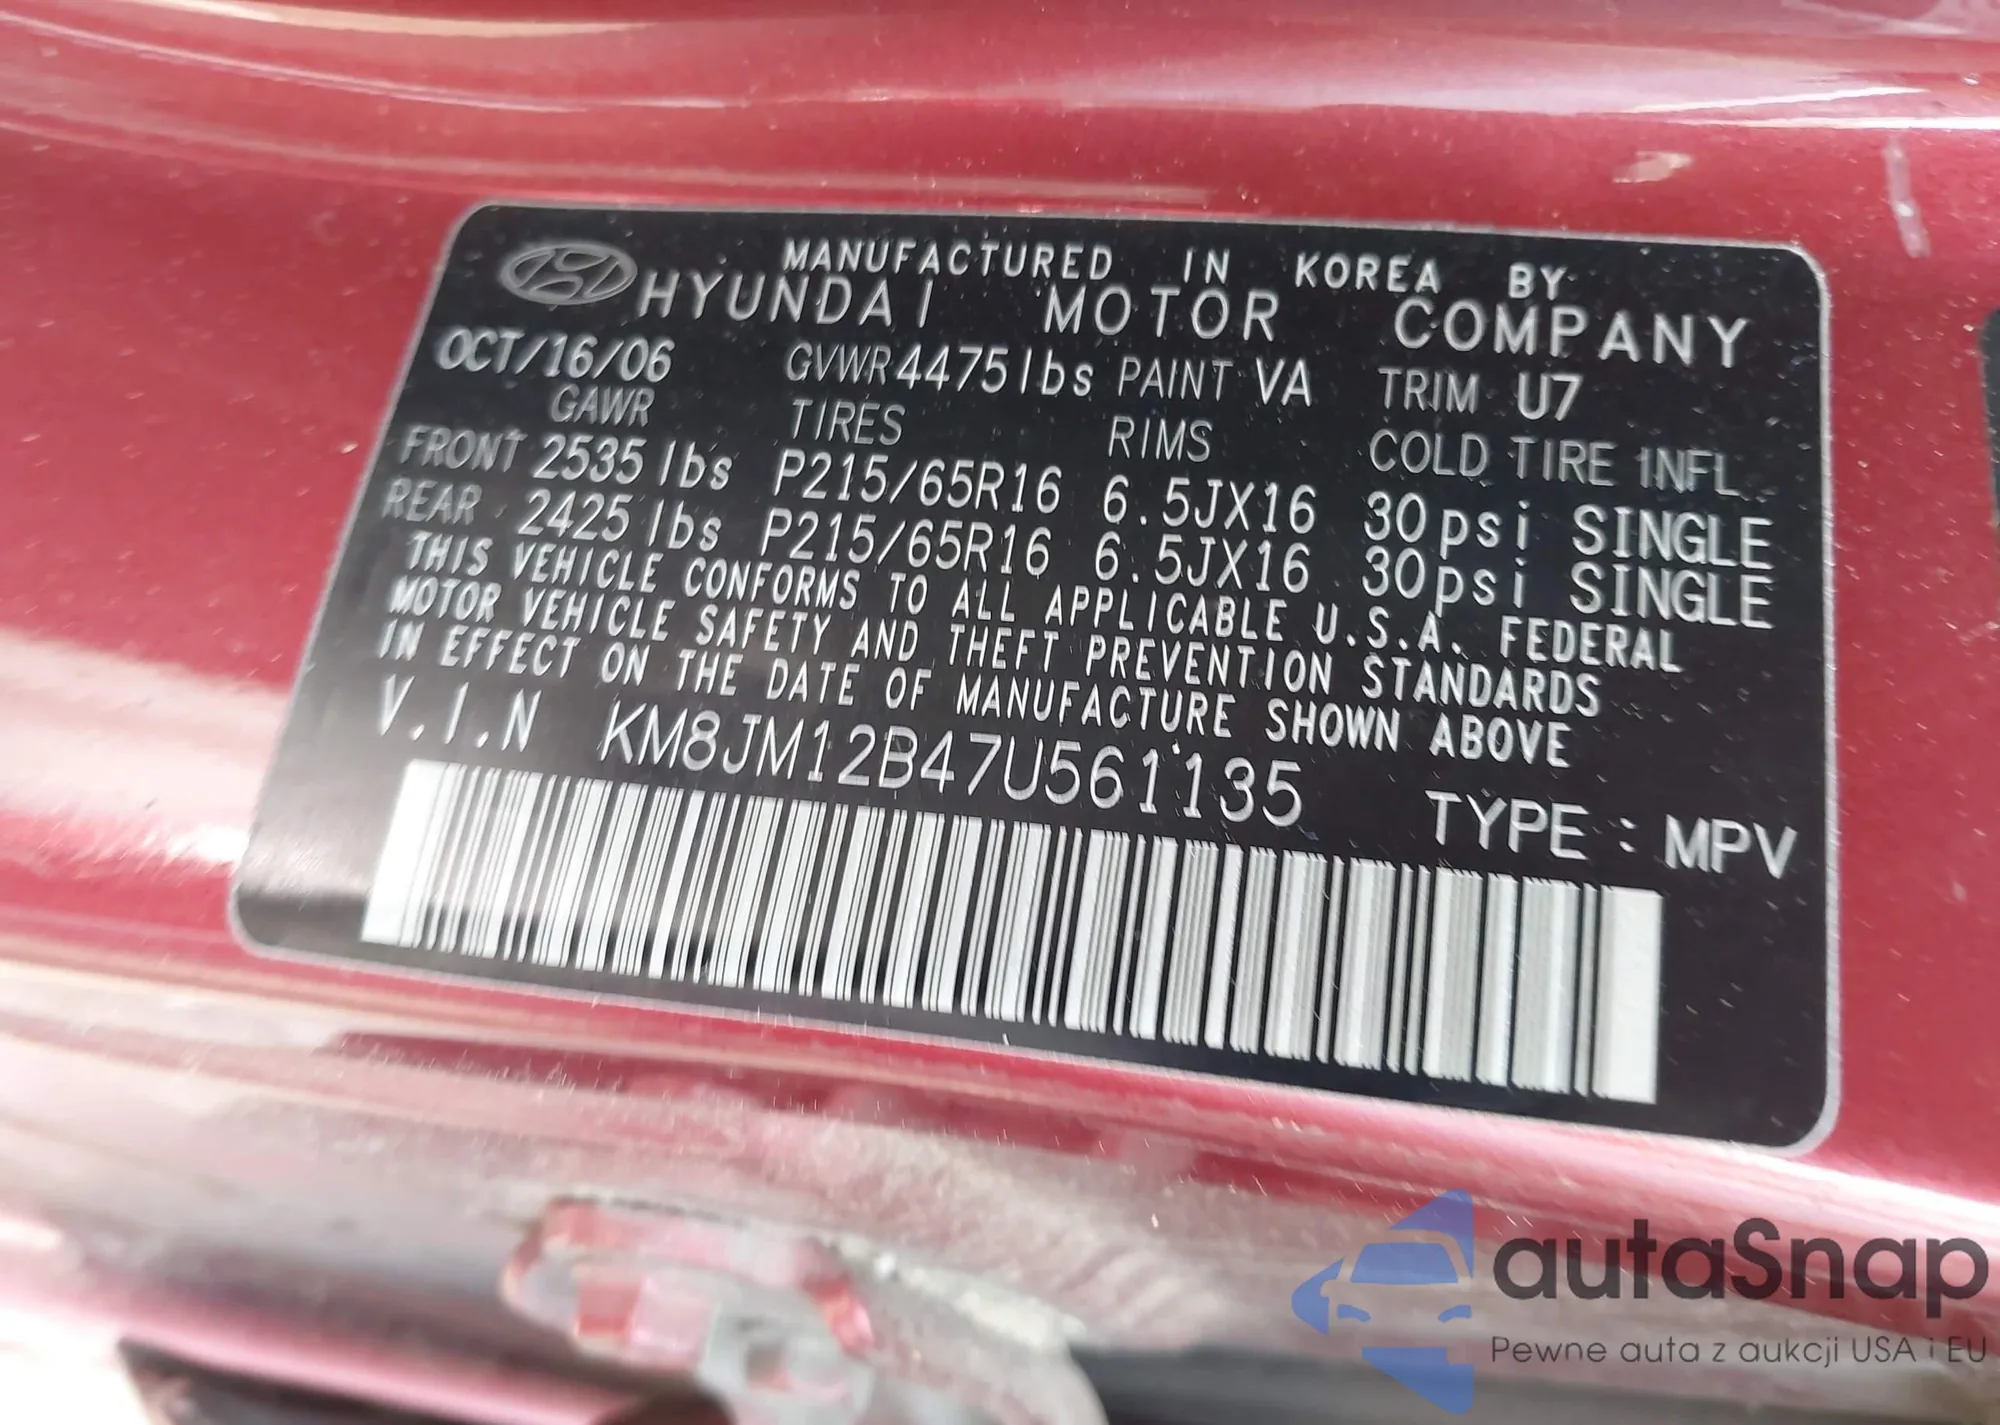 MANUFACTURED IN KOREA BY
HYUNDAI MOTOR COMPANY
OCT/16/06 GVWR 4475lbs PAINT VA TRIM U7
GAWR TIRES RIMS COLD TIRE INFL.
FRONT 2535 lbs P215/65R16 6.5JX16 30psi SINGLE
REAR 2425 lbs P215/65R16 6.5JX16 30psi SINGLE
THIS VEHICLE CONFORMS TO ALL APPLICABLE U.S.A. FEDERAL
MOTOR VEHICLE SAFETY AND THEFT PREVENTION STANDARDS
IN EFFECT ON THE DATE OF MANUFACTURE SHOWN ABOVE
V.I.N KM8JM12B47U561135
TYPE : MPV
autaSnap
Pewne auta z aukcji USA i EU